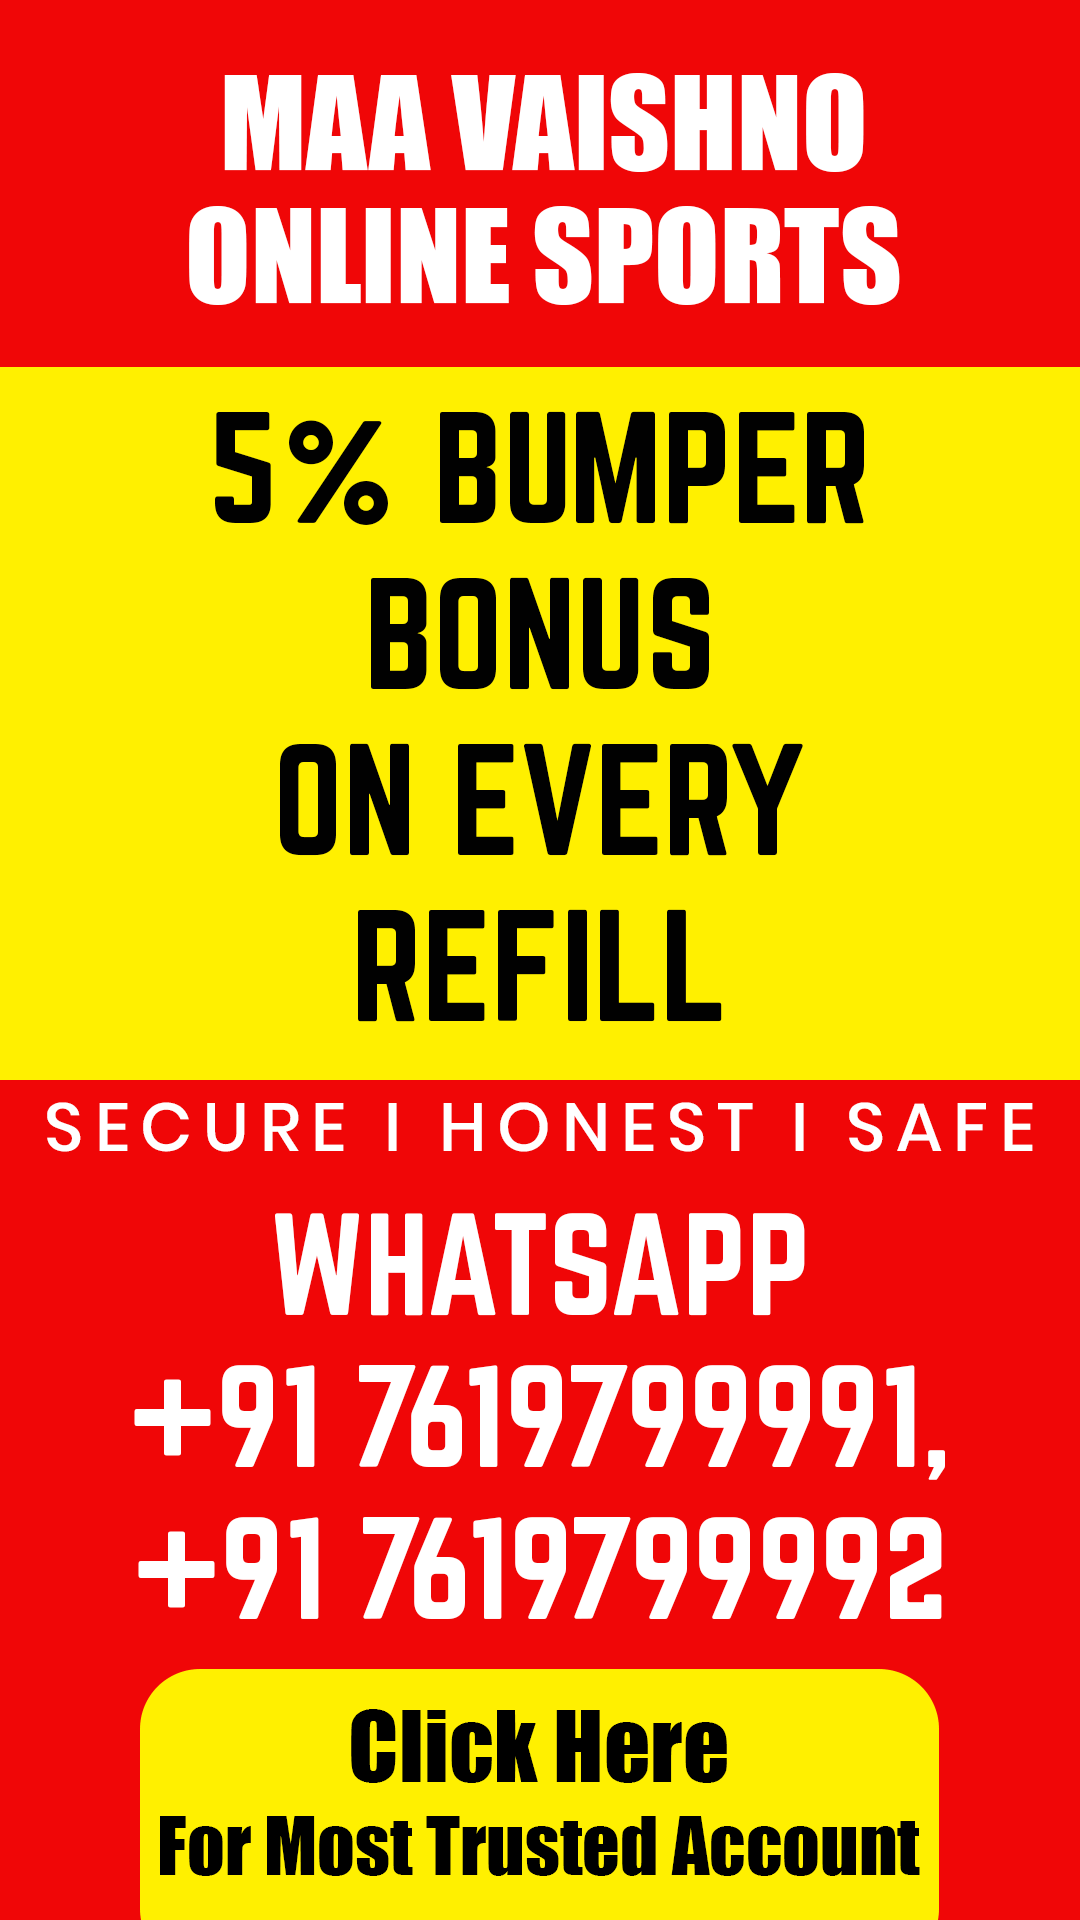 MAA VAISHNO
ONLINE SPORTS
5% BUMPER
BONUS
ON EVERY
REFILL
SECURE I HONEST I SAFE
WHATSAPP
+91 7619799991,
+91 7619799992
Click Here
For Most Trusted Account